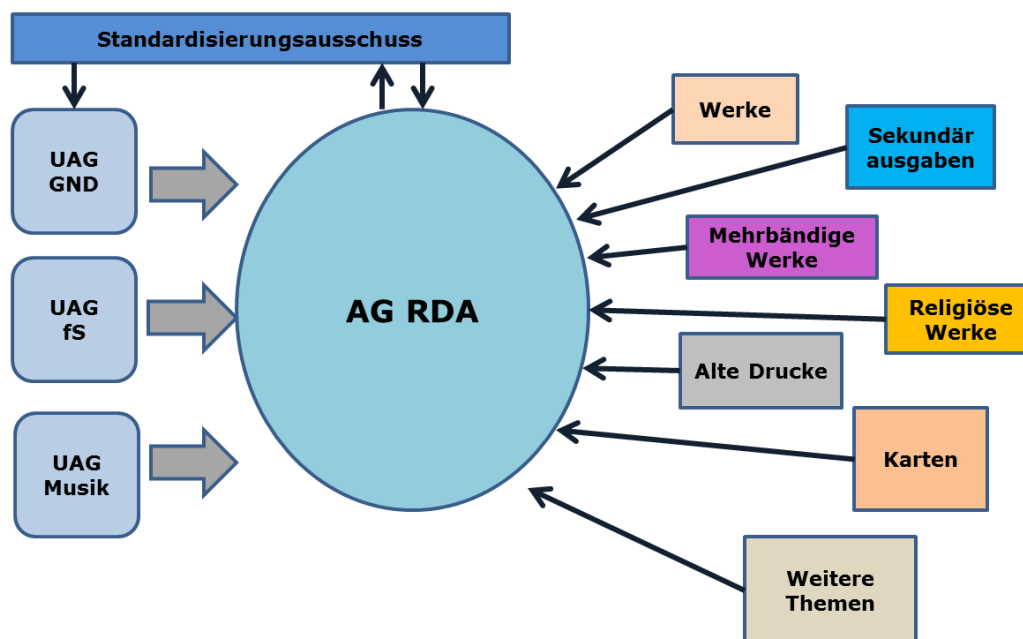 Standardisierungsausschuss
UAG
GND
UAG
fS
UAG
Musik
AG RDA
Werke
Sekundär
ausgaben
Mehrbändige
Werke
Religiöse
Werke
Alte Drucke
Karten
Weitere
Themen